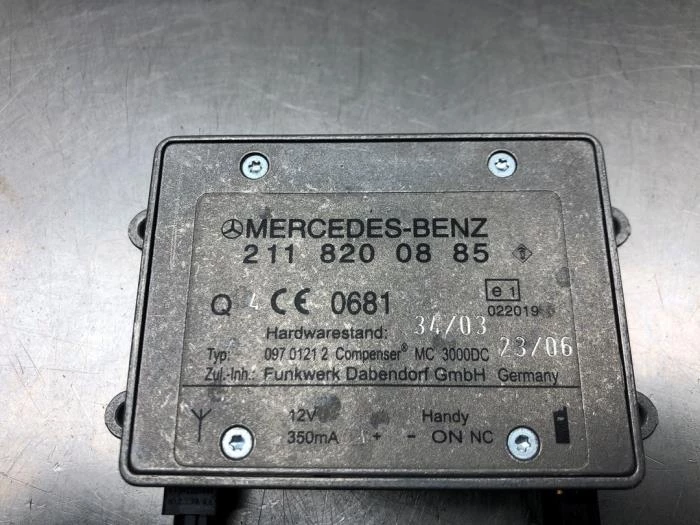 MERCEDES-BENZ
211 820 08 85
Q 4 CE 0681 e1
022019
Hardwarestand: 34/03
Typ: 097 0121 2 Compenser® MC 3000DC 23/06
Zul.-Inh.: Funkwerk Dabendorf GmbH Germany
12V Handy
350mA + - ON NC